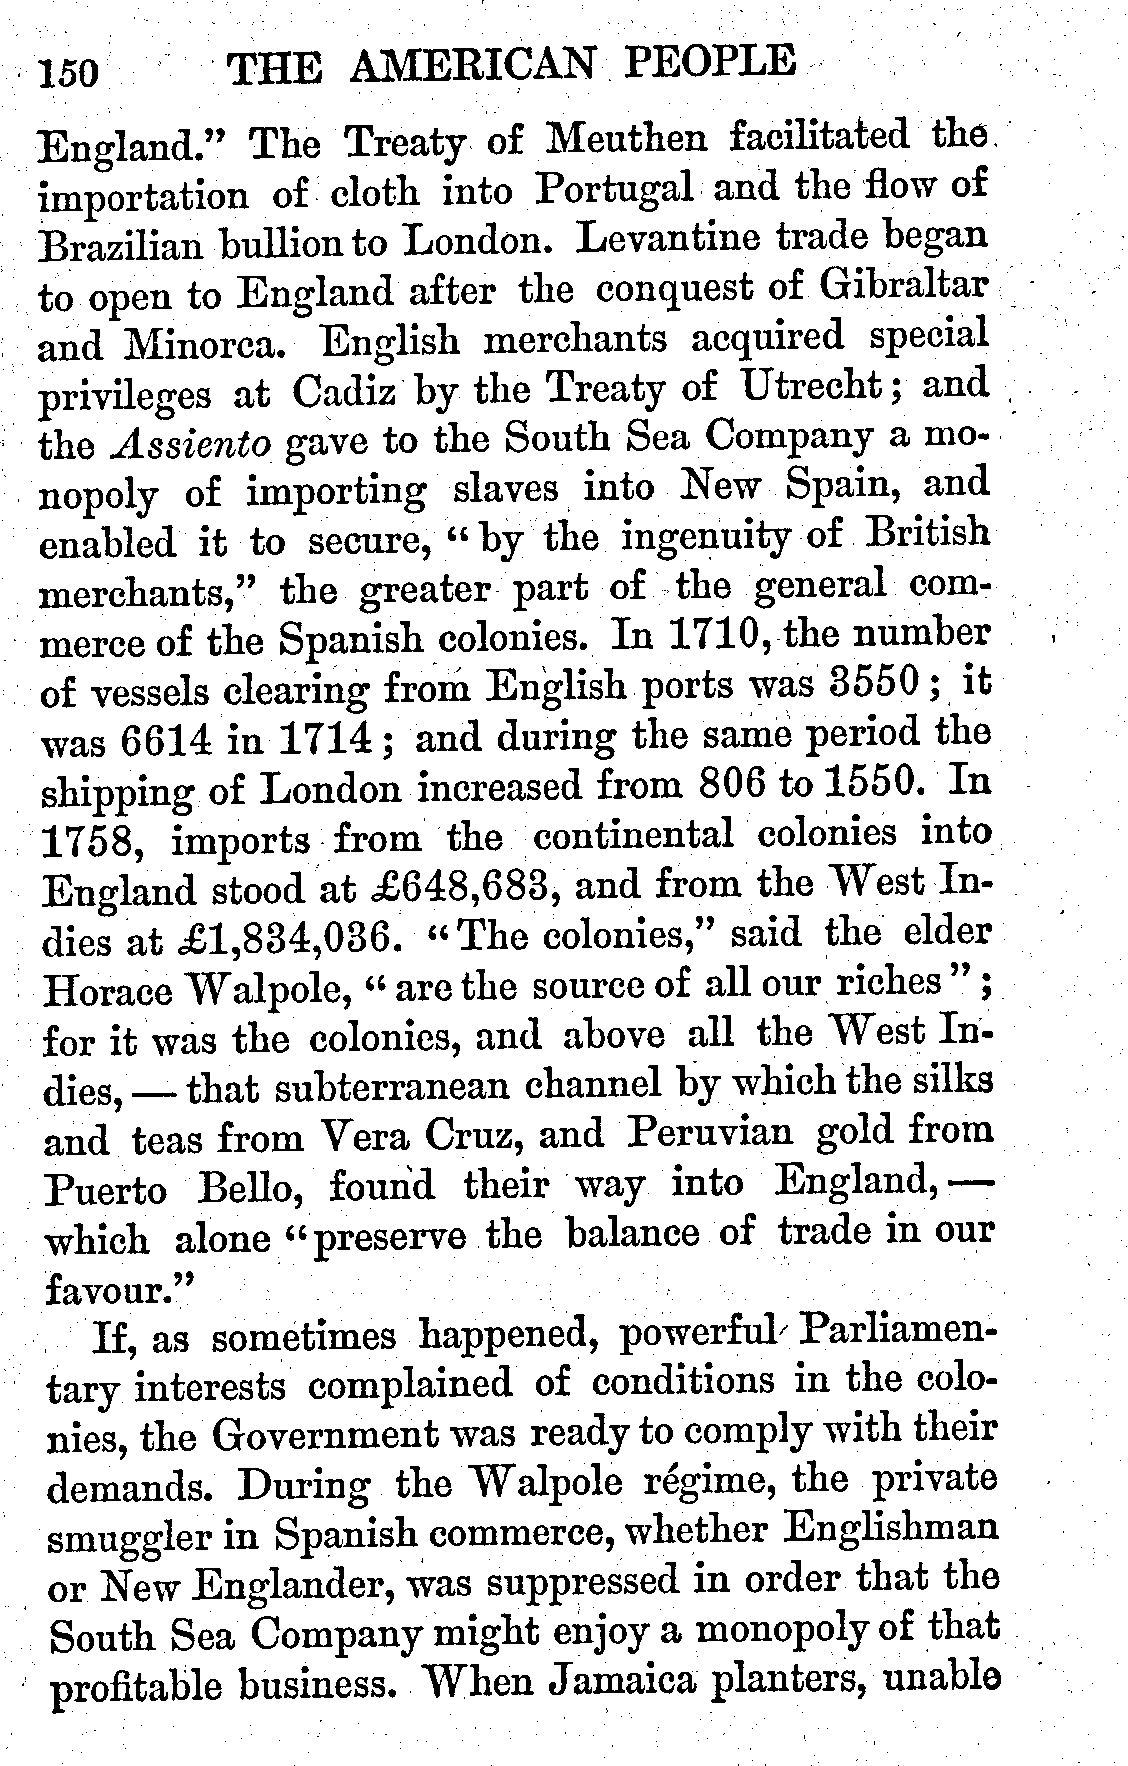 150 THE AMERICAN PEOPLE
England." The Treaty of Meuthen facilitated the
importation of cloth into Portugal and the flow of
Brazilian bullion to London. Levantine trade began
to open to England after the conquest of Gibraltar
and Minorca. English merchants acquired special
privileges at Cadiz by the Treaty of Utrecht; and
the Assiento gave to the South Sea Company a mo-
nopoly of importing slaves into New Spain, and
enabled it to secure, "by the ingenuity of British
merchants," the greater part of the general com-
merce of the Spanish colonies. In 1710, the number
of vessels clearing from English ports was 3550; it
was 6614 in 1714; and during the same period the
shipping of London increased from 806 to 1550. In
1758, imports from the continental colonies into
England stood at £648,683, and from the West In-
dies at £1,834,036. "The colonies," said the elder
Horace Walpole, "are the source of all our riches";
for it was the colonies, and above all the West In-
dies, — that subterranean channel by which the silks
and teas from Vera Cruz, and Peruvian gold from
Puerto Bello, found their way into England, —
which alone "preserve the balance of trade in our
favour."
If, as sometimes happened, powerful Parliamen-
tary interests complained of conditions in the colo-
nies, the Government was ready to comply with their
demands. During the Walpole régime, the private
smuggler in Spanish commerce, whether Englishman
or New Englander, was suppressed in order that the
South Sea Company might enjoy a monopoly of that
profitable business. When Jamaica planters, unable